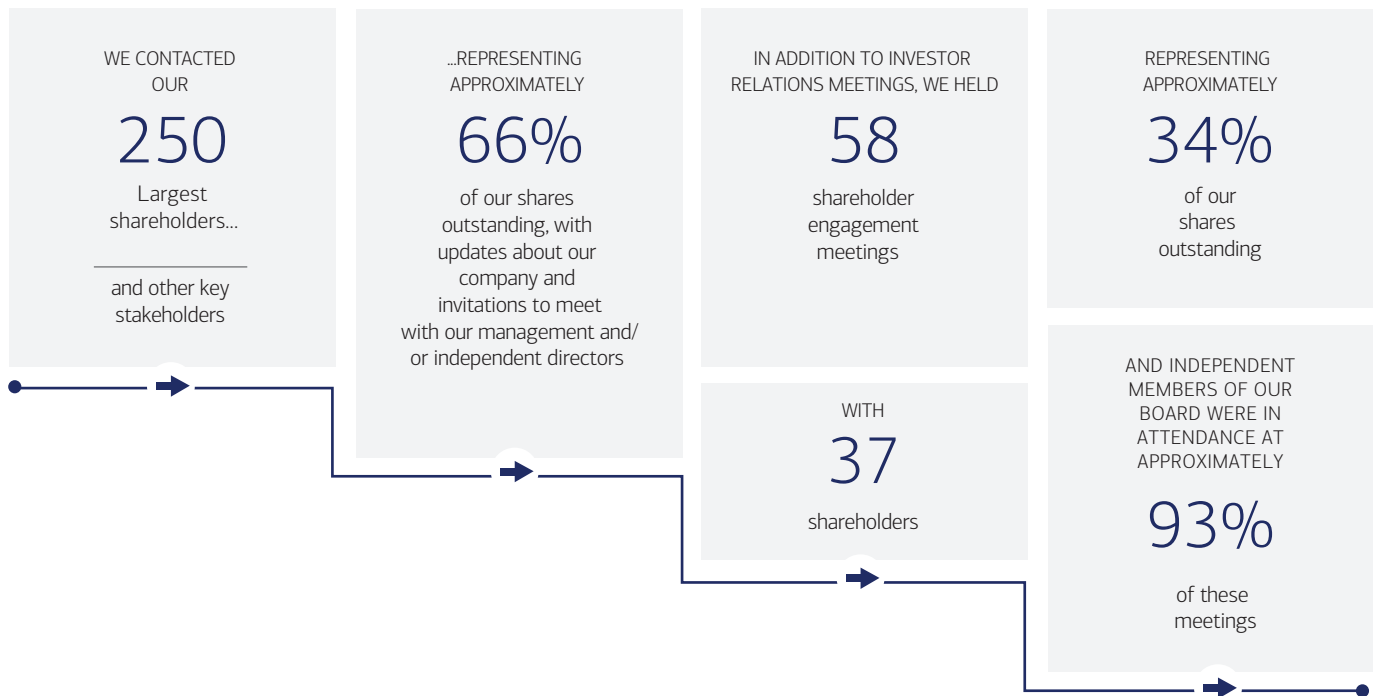 WE CONTACTED
OUR
250
Largest
shareholders...
and other key
stakeholders
...REPRESENTING
APPROXIMATELY
66%
of our shares
outstanding, with
updates about our
company and
invitations to meet
with our management and/
or independent directors
IN ADDITION TO INVESTOR
RELATIONS MEETINGS, WE HELD
58
shareholder
engagement
meetings
WITH
37
shareholders
REPRESENTING
APPROXIMATELY
34%
of our
shares
outstanding
AND INDEPENDENT
MEMBERS OF OUR
BOARD WERE IN
ATTENDANCE AT
APPROXIMATELY
93%
of these
meetings